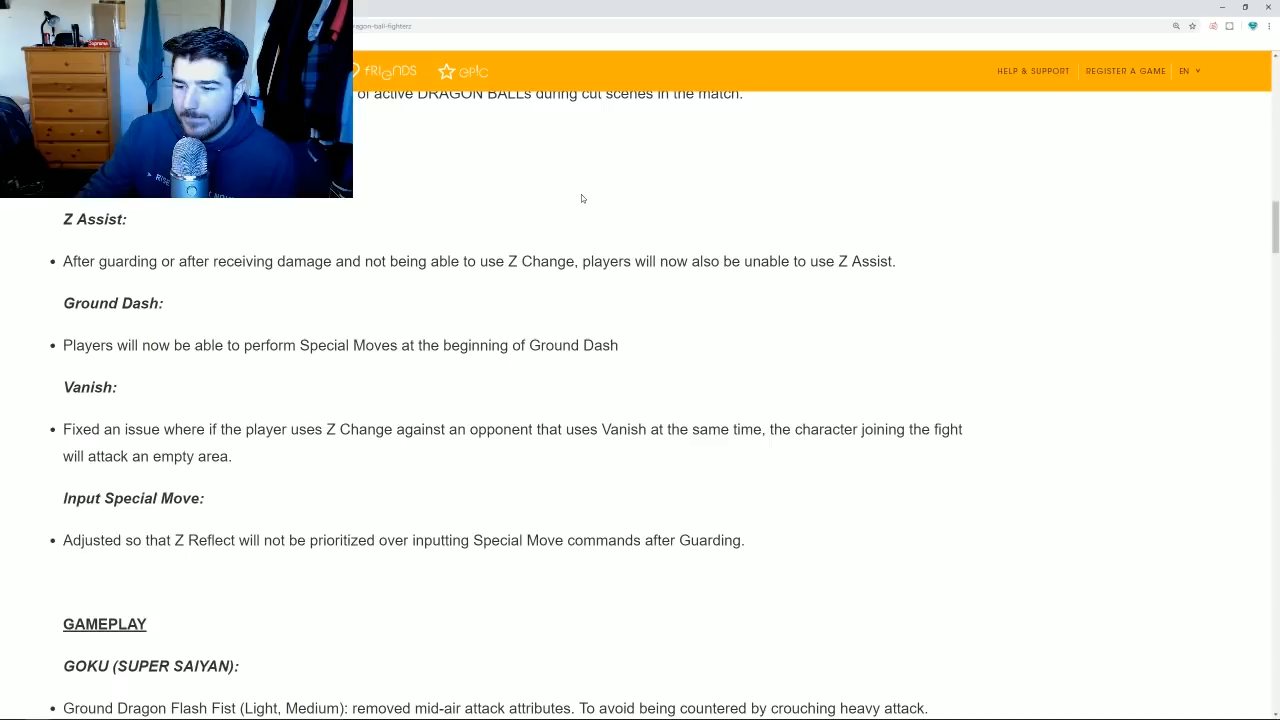 ragon-ball-fighterz
FRIENDS
EPIC
HELP & SUPPORT
REGISTER A GAME
EN
of active DRAGON BALLs during cut scenes in the match.
Supreme
Z Assist:
• After guarding or after receiving damage and not being able to use Z Change, players will now also be unable to use Z Assist.
Ground Dash:
• Players will now be able to perform Special Moves at the beginning of Ground Dash
Vanish:
• Fixed an issue where if the player uses Z Change against an opponent that uses Vanish at the same time, the character joining the fight
will attack an empty area.
Input Special Move:
• Adjusted so that Z Reflect will not be prioritized over inputting Special Move commands after Guarding.
GAMEPLAY
GOKU (SUPER SAIYAN):
• Ground Dragon Flash Fist (Light, Medium): removed mid-air attack attributes. To avoid being countered by crouching heavy attack.